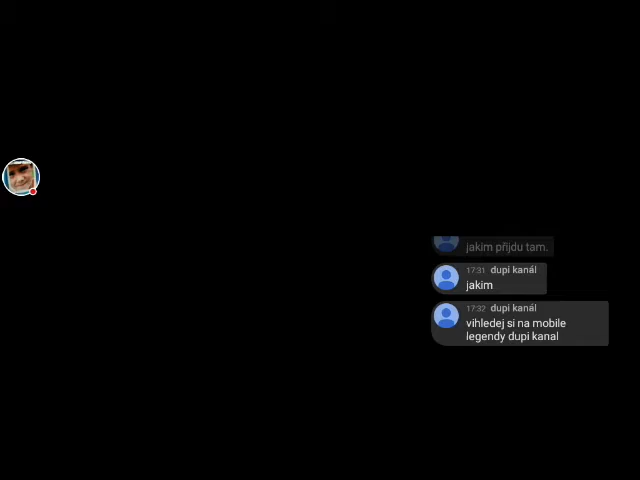 jakim přijdu tam.
17:31 dupi kanál
jakim
17:32 dupi kanál
vihledej si na mobile
legendy dupi kanal